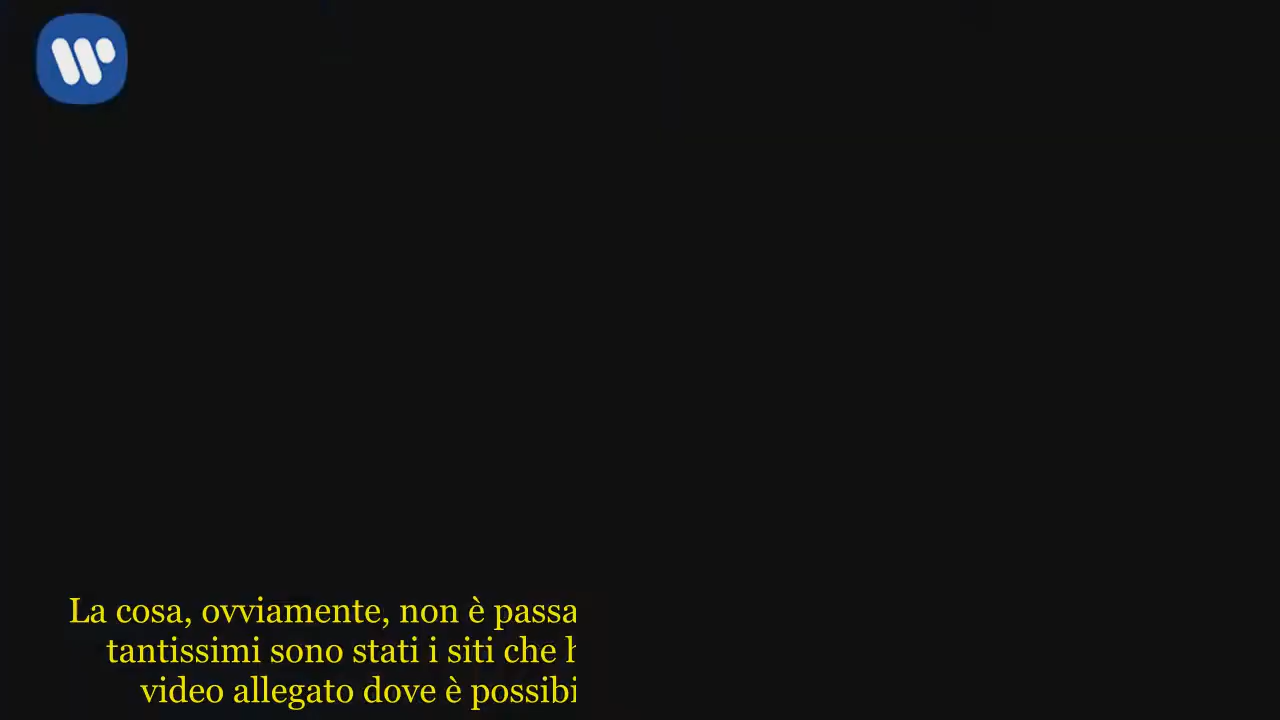 La cosa, ovviamente, non è passa
tantissimi sono stati i siti che
video allegato dove è possibi